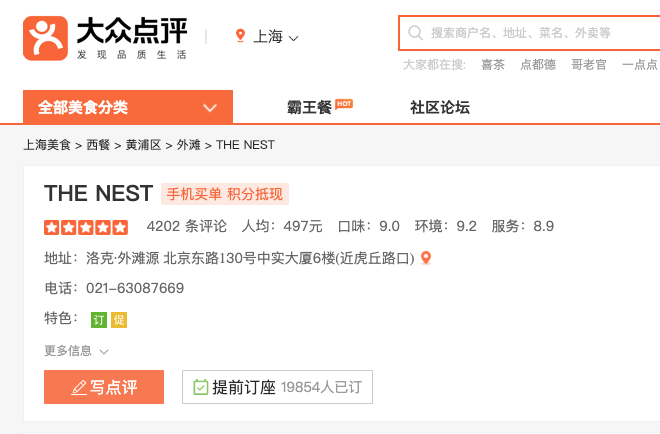 大众点评
发现品质生活
上海
搜索商户名、地址、菜名、外卖等
大家都在搜: 喜茶 点都德 哥老官 一点点
全部美食分类 霸王餐 HOT 社区论坛
上海美食 > 西餐 > 黄浦区 > 外滩 > THE NEST
THE NEST 手机买单 积分抵现
4202 条评论 人均: 497元 口味: 9.0 环境: 9.2 服务: 8.9
地址: 洛克·外滩源 北京东路130号中实大厦6楼(近虎丘路口)
电话: 021-63087669
特色: 订 促
更多信息
写点评 提前订座 19854人已订